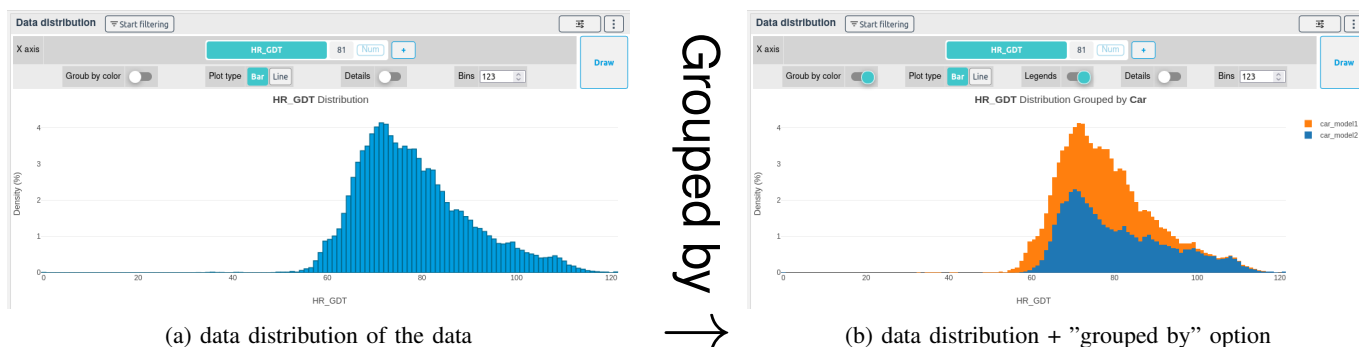 Data distribution Start filtering
X axis HR_GDT 81 Num + Draw
Groub by color Plot type Bar Line Details Bins 123
HR_GDT Distribution
4
3
2
1
0
Density (%)
0 20 40 60 80 100 120
HR_GDT
(a) data distribution of the data
Grouped by →
Data distribution Start filtering
X axis HR_GDT 81 Num + Draw
Groub by color Plot type Bar Line Legends Details Bins 123
HR_GDT Distribution Grouped by Car
car_model1
car_model2
4
3
2
1
0
Density (%)
0 20 40 60 80 100 120
HR_GDT
(b) data distribution + ”grouped by” option